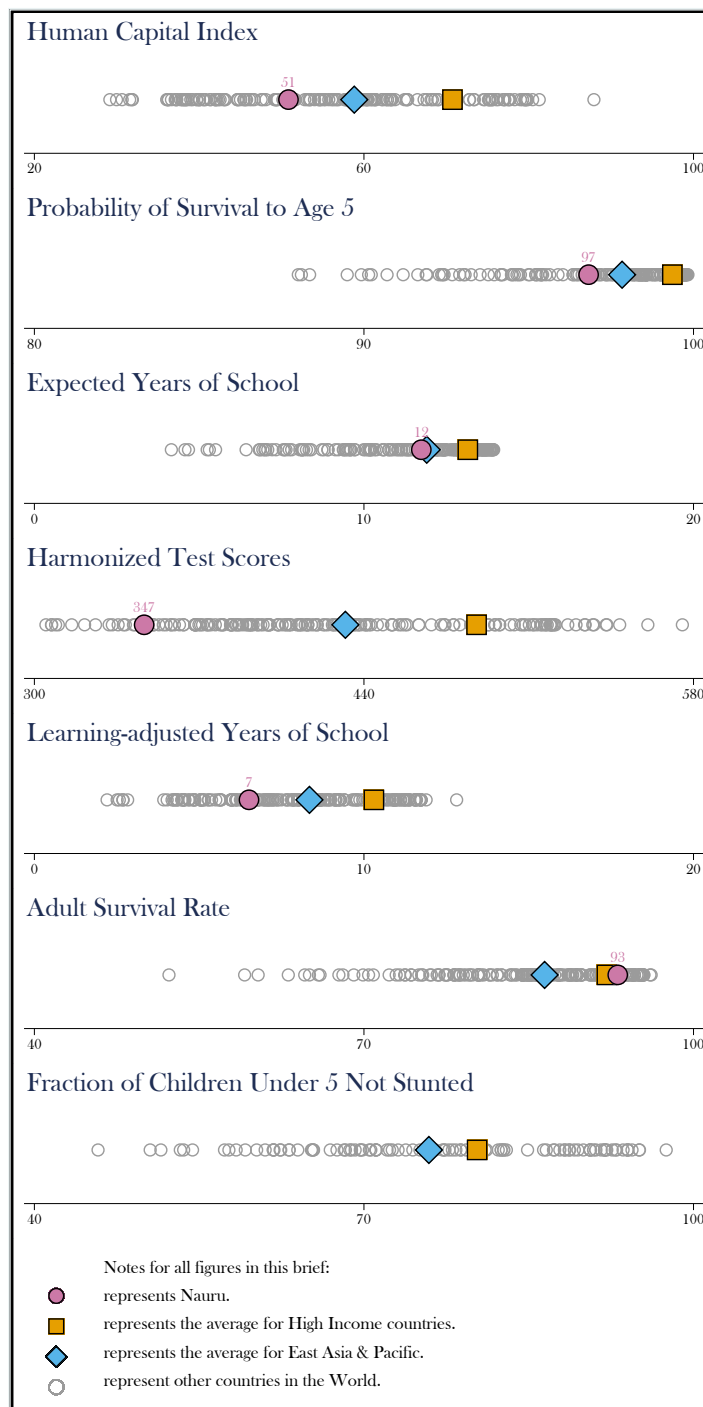 Human Capital Index
51
20 60 100
Probability of Survival to Age 5
97
80 90 100
Expected Years of School
12
0 10 20
Harmonized Test Scores
347
300 440 580
Learning-adjusted Years of School
7
0 10 20
Adult Survival Rate
93
40 70 100
Fraction of Children Under 5 Not Stunted
40 70 100
Notes for all figures in this brief:
represents Nauru.
represents the average for High Income countries.
represents the average for East Asia & Pacific.
represent other countries in the World.